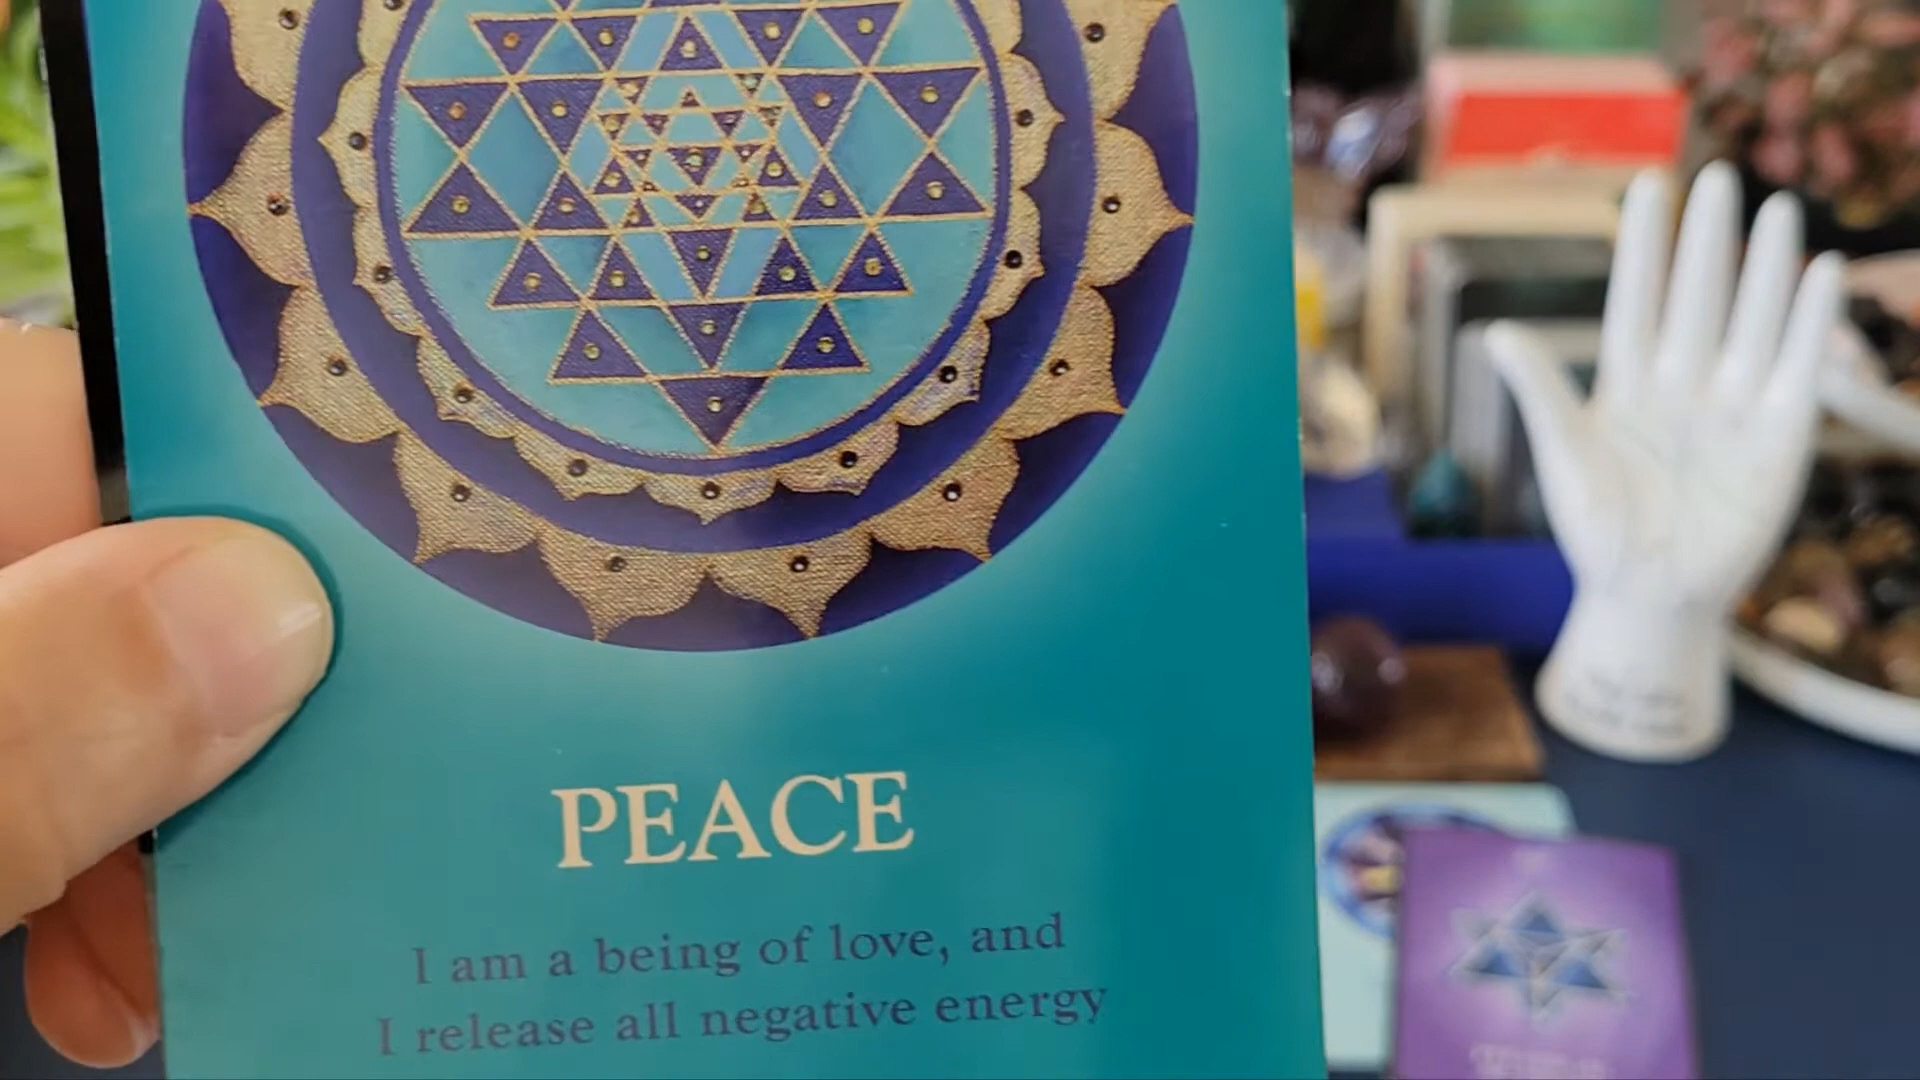 PEACE
I am a being of love, and
I release all negative energy